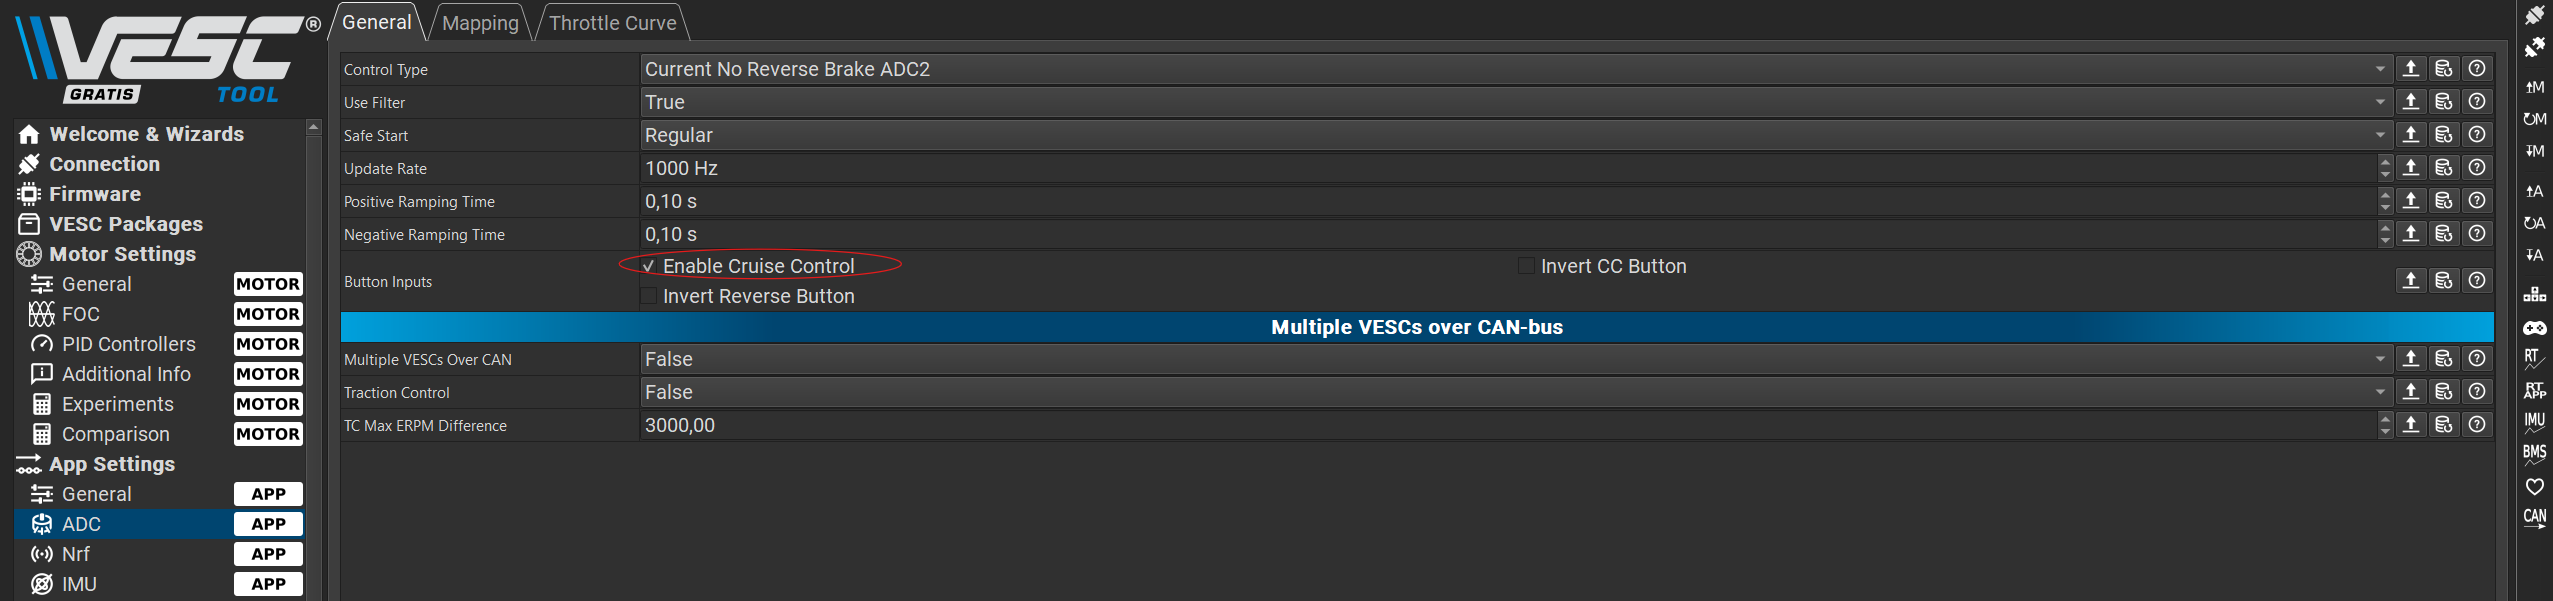 VESC®
GRATIS TOOL
General Mapping Throttle Curve
Welcome & Wizards
Connection
Firmware
VESC Packages
Motor Settings
General MOTOR
FOC MOTOR
PID Controllers MOTOR
Additional Info MOTOR
Experiments MOTOR
Comparison MOTOR
App Settings
General APP
ADC APP
Nrf APP
IMU APP
Control Type Current No Reverse Brake ADC2
Use Filter True
Safe Start Regular
Update Rate 1000 Hz
Positive Ramping Time 0,10 s
Negative Ramping Time 0,10 s
Button Inputs
Enable Cruise Control Invert CC Button
Invert Reverse Button
Multiple VESCs over CAN-bus
Multiple VESCs Over CAN False
Traction Control False
TC Max ERPM Difference 3000,00
M
M
M
A
A
A
RT
RT
APP
IMU
BMS
CAN